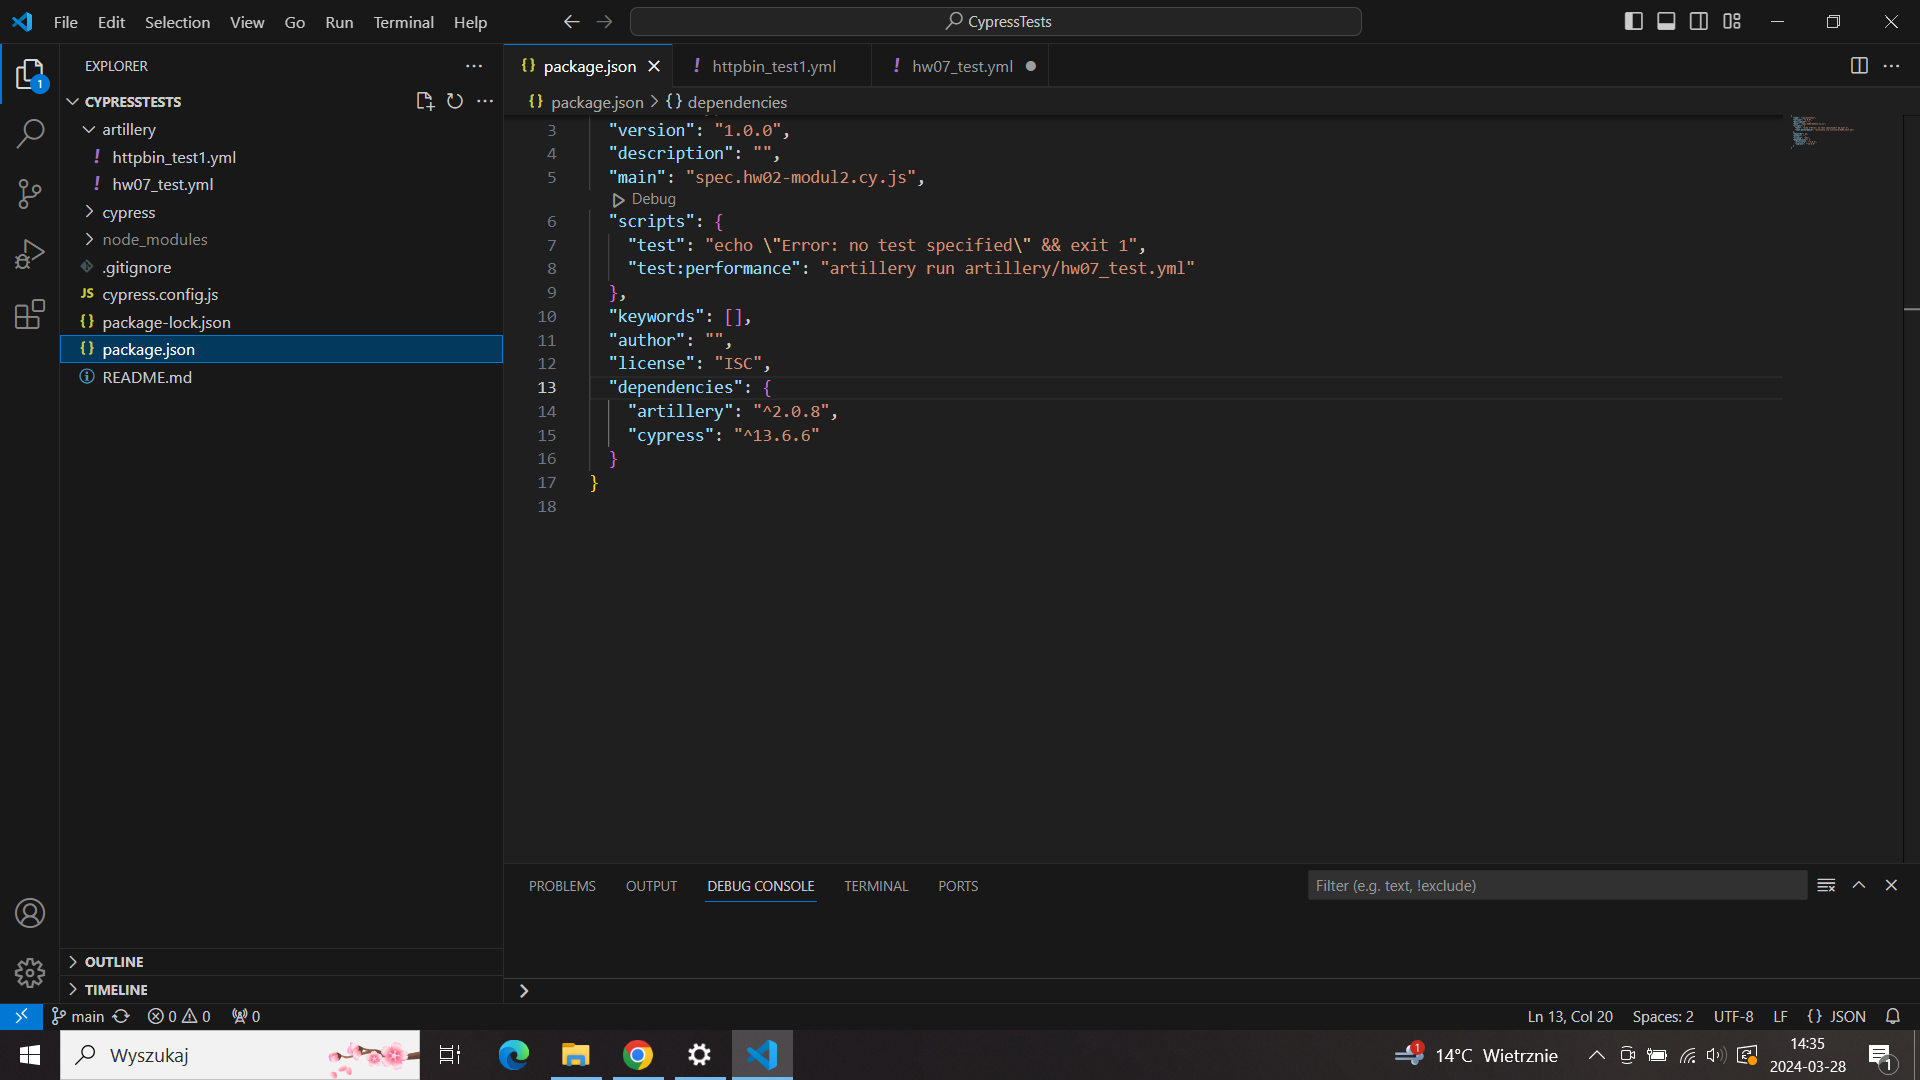 File Edit Selection View Go Run Terminal Help
CypressTests
EXPLORER
1
CYPRESSTESTS
artillery
! httpbin_test1.yml
! hw07_test.yml
cypress
node_modules
.gitignore
JS cypress.config.js
{} package-lock.json
{} package.json
README.md
OUTLINE
TIMELINE
{} package.json
! httpbin_test1.yml
! hw07_test.yml
{} package.json > {} dependencies
3 "version": "1.0.0",
4 "description": "",
5 "main": "spec.hw02-modul2.cy.js",
Debug
6 "scripts": {
7 "test": "echo \"Error: no test specified\" && exit 1",
8 "test:performance": "artillery run artillery/hw07_test.yml"
9 },
10 "keywords": [],
11 "author": "",
12 "license": "ISC",
13 "dependencies": {
14 "artillery": "^2.0.8",
15 "cypress": "^13.6.6"
16 }
17 }
18
PROBLEMS OUTPUT DEBUG CONSOLE TERMINAL PORTS
Filter (e.g. text, !exclude)
main 0 0 0
Ln 13, Col 20 Spaces: 2 UTF-8 LF {} JSON
Wyszukaj
1
14°C Wietrznie
14:35
2024-03-28
1